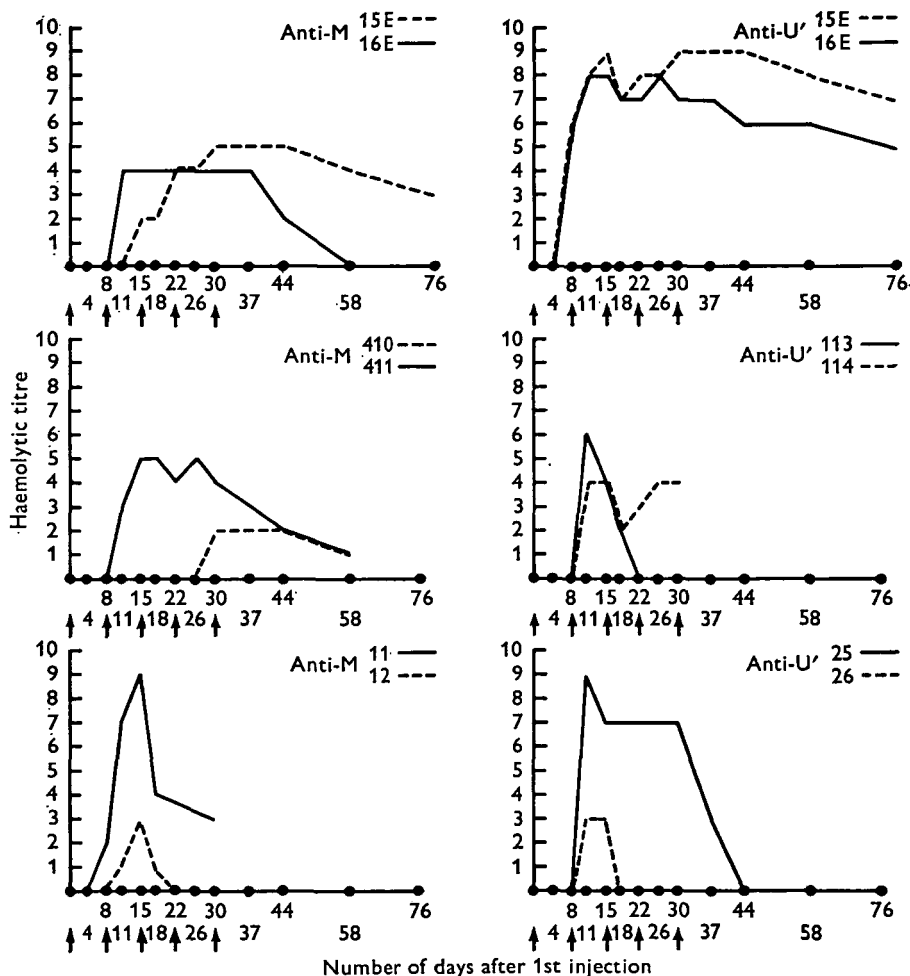 Anti-M 15E
16E
10
9
8
7
6
5
4
3
2
1
8 15 22 30 44 76
4 11 18 26 37 58
Anti-U′ 15E
16E
10
9
8
7
6
5
4
3
2
1
8 15 22 30 44 76
4 11 18 26 37 58
Haemolytic titre
Anti-M 410
411
10
9
8
7
6
5
4
3
2
1
8 15 22 30 44 76
4 11 18 26 37 58
Anti-U′ 113
114
10
9
8
7
6
5
4
3
2
1
8 15 22 30 44 76
4 11 18 26 37 58
Anti-M 11
12
10
9
8
7
6
5
4
3
2
1
8 15 22 30 44 76
4 11 18 26 37 58
Anti-U′ 25
26
10
9
8
7
6
5
4
3
2
1
8 15 22 30 44 76
4 11 18 26 37 58
Number of days after 1st injection